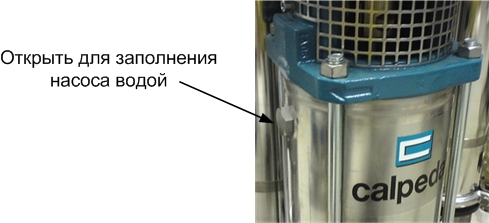 Открыть для заполнения
насоса водой
calpeda